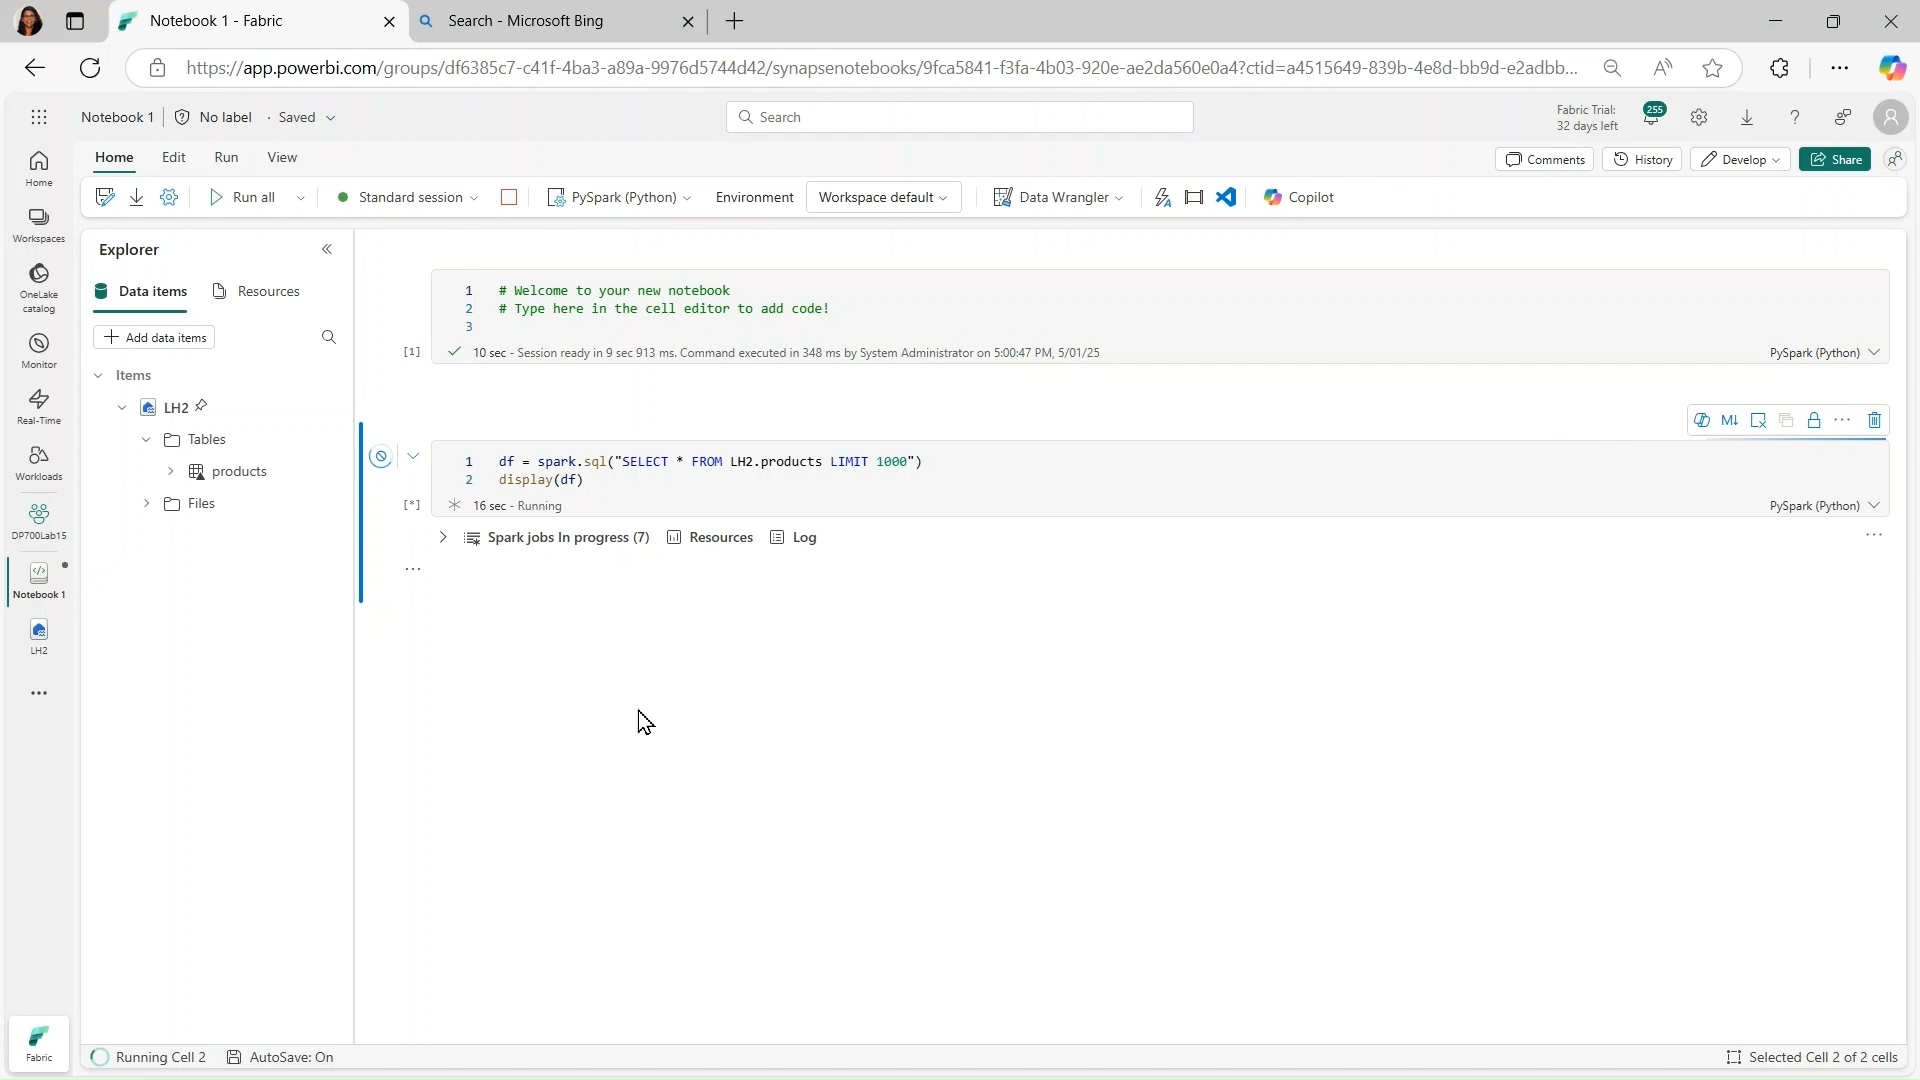 Notebook 1 - Fabric
Search - Microsoft Bing
https://app.powerbi.com/groups/df6385c7-c41f-4ba3-a89a-9976d5744d42/synapsenotebooks/9fca5841-f3fa-4b03-920e-ae2da560e0a4?ctid=a4515649-839b-4e8d-bb9d-e2adbb...
Notebook 1 No label · Saved
Search
Fabric Trial:
32 days left
255
Home Edit Run View
Comments History Develop Share
Run all Standard session PySpark (Python) Environment Workspace default Data Wrangler Copilot
Home
Workspaces
OneLake
catalog
Monitor
Real-Time
Workloads
DP700Lab15
Notebook 1
LH2
Fabric
Explorer
Data items Resources
Add data items
Items
LH2
Tables
products
Files
1 # Welcome to your new notebook
2 # Type here in the cell editor to add code!
3
[1] 10 sec - Session ready in 9 sec 913 ms. Command executed in 348 ms by System Administrator on 5:00:47 PM, 5/01/25 PySpark (Python)
M↓
1 df = spark.sql("SELECT * FROM LH2.products LIMIT 1000")
2 display(df)
[*] 16 sec - Running PySpark (Python)
Spark jobs In progress (7) Resources Log
Running Cell 2 AutoSave: On Selected Cell 2 of 2 cells